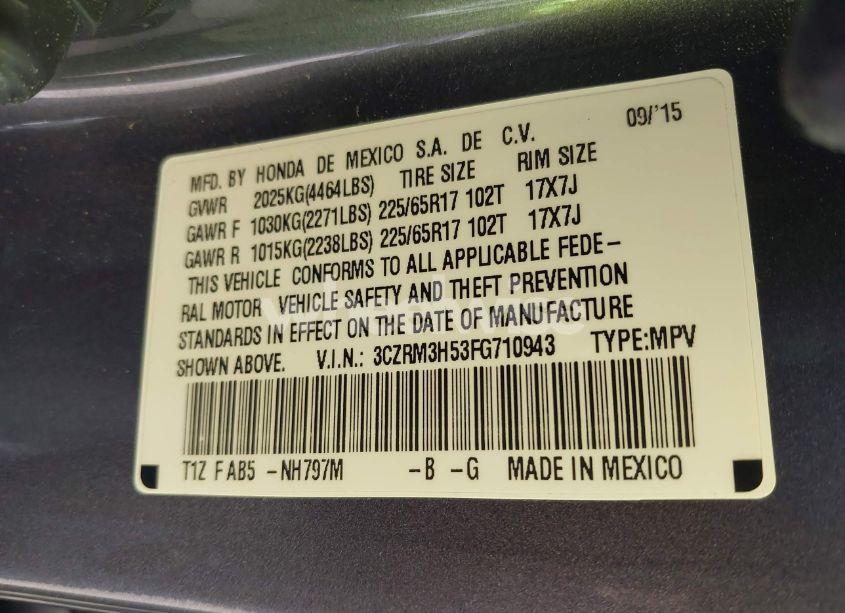 09/'15
MFD. BY HONDA DE MEXICO S.A. DE C.V.
GVWR 2025KG(4464LBS) TIRE SIZE RIM SIZE
GAWR F 1030KG(2271LBS) 225/65R17 102T 17X7J
GAWR R 1015KG(2238LBS) 225/65R17 102T 17X7J
THIS VEHICLE CONFORMS TO ALL APPLICABLE FEDE-
RAL MOTOR VEHICLE SAFETY AND THEFT PREVENTION
STANDARDS IN EFFECT ON THE DATE OF MANUFACTURE
SHOWN ABOVE. V.I.N.: 3CZRM3H53FG710943 TYPE:MPV
T1Z F AB5 -NH797M -B -G MADE IN MEXICO